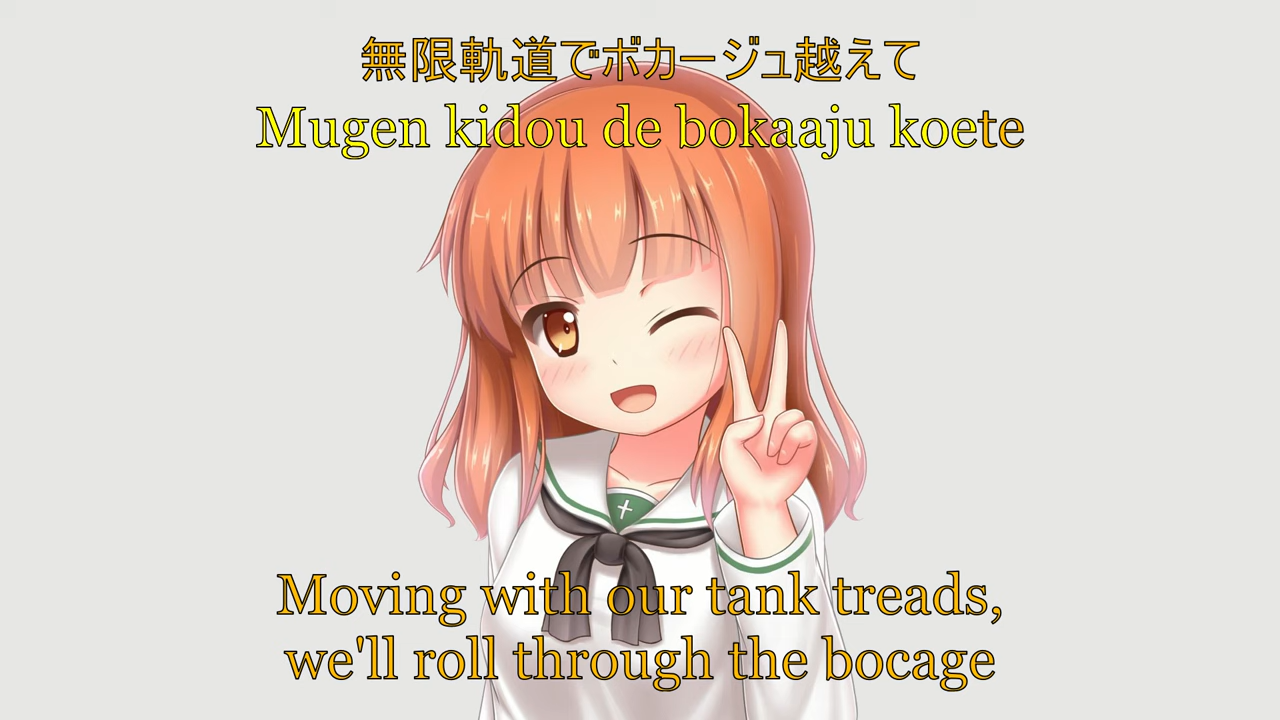 無限軌道でボカージュ越えて
Mugen kidou de bokaaju koete
Moving with our tank treads,
we'll roll through the bocage